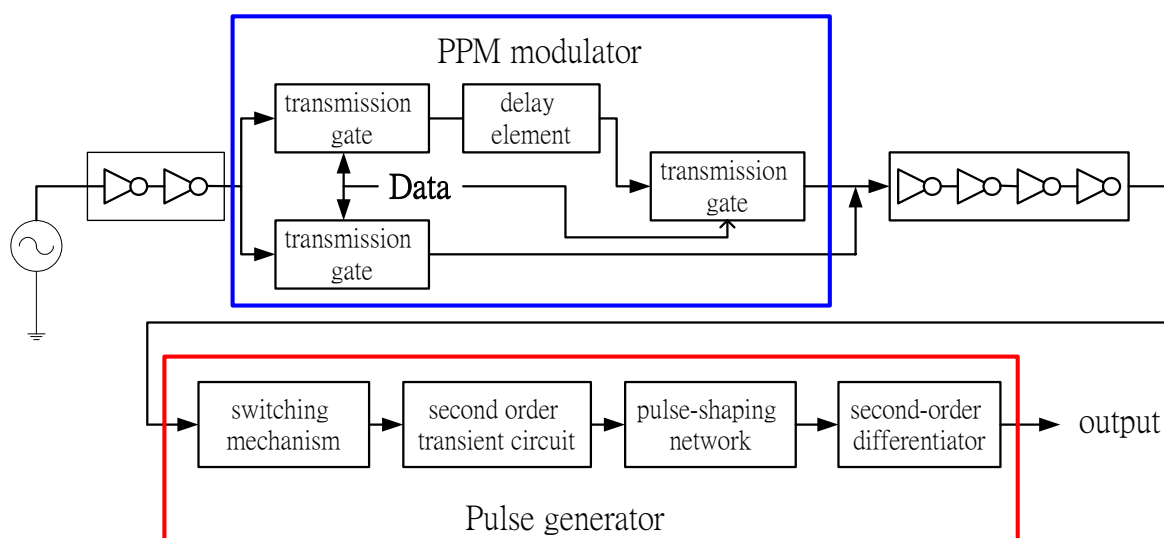 PPM modulator
transmission
gate
delay
element
transmission
gate
Data
transmission
gate
switching
mechanism
second order
transient circuit
pulse-shaping
network
second-order
differentiator
output
Pulse generator